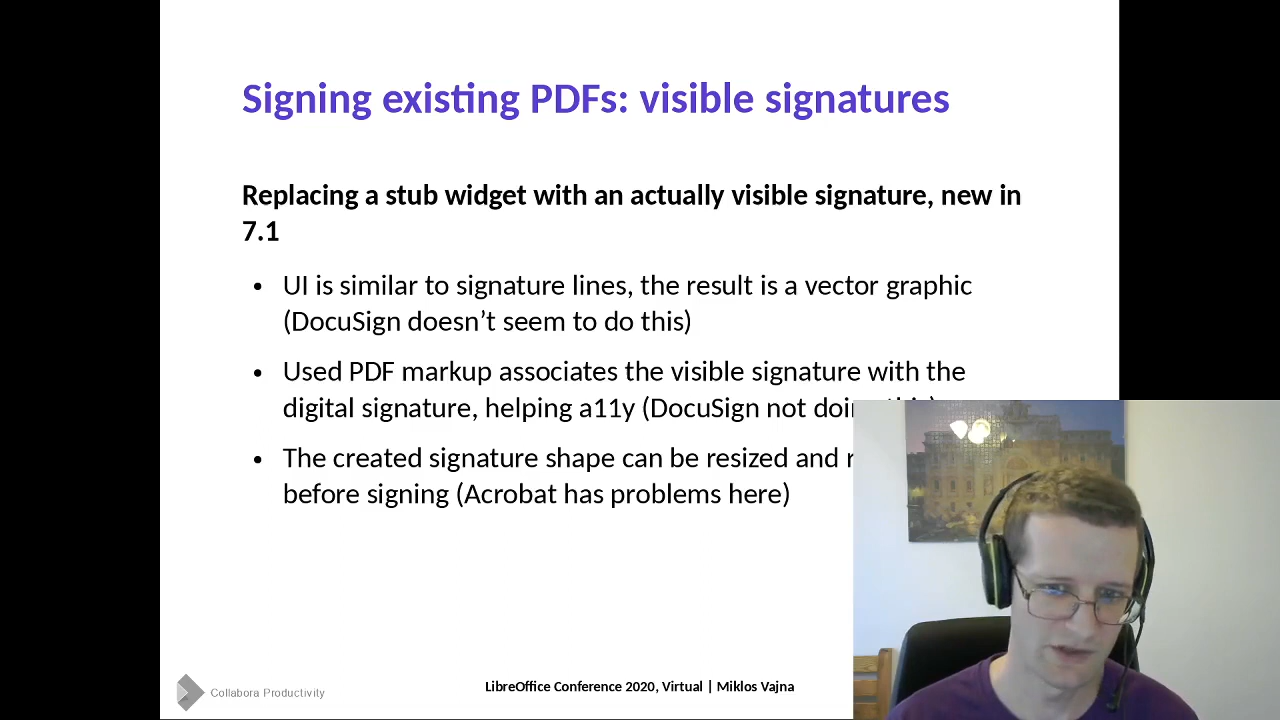 Signing existing PDFs: visible signatures
Replacing a stub widget with an actually visible signature, new in
7.1
• UI is similar to signature lines, the result is a vector graphic
(DocuSign doesn’t seem to do this)
• Used PDF markup associates the visible signature with the
digital signature, helping a11y (DocuSign not
• The created signature shape can be resized and
before signing (Acrobat has problems here)
Collabora Productivity
LibreOffice Conference 2020, Virtual | Miklos Vajna